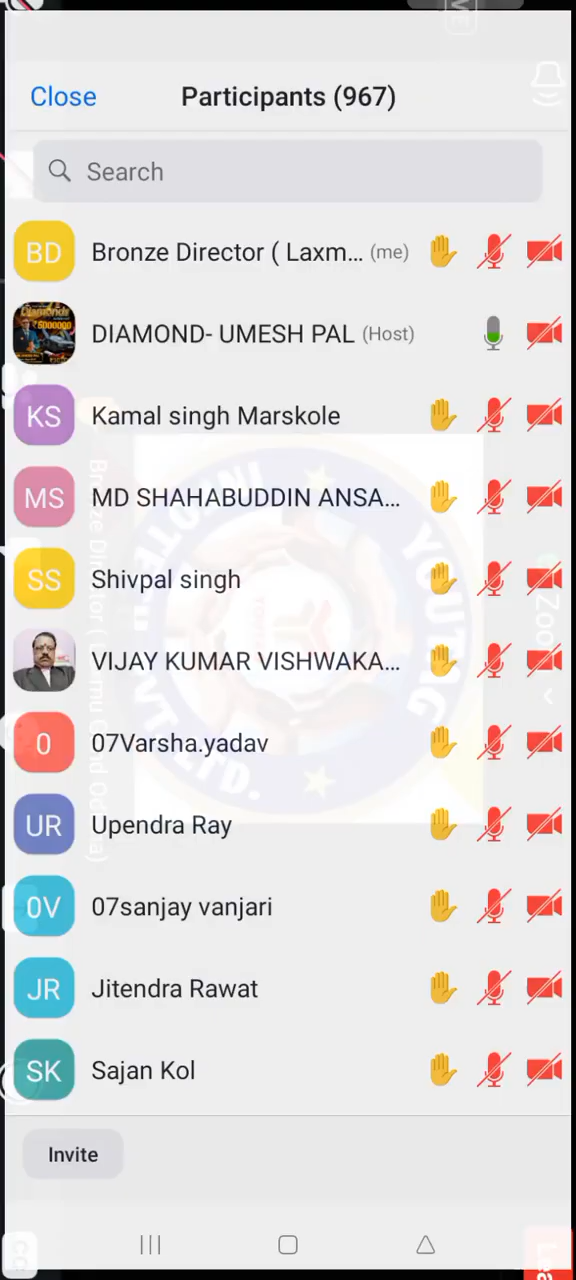 Close
Participants (967)
Search
BD
Bronze Director ( Laxm... (me)
DIAMOND- UMESH PAL (Host)
KS
Kamal singh Marskole
MS
MD SHAHABUDDIN ANSA...
SS
Shivpal singh
VIJAY KUMAR VISHWAKA...
0
07Varsha.yadav
UR
Upendra Ray
0V
07sanjay vanjari
JR
Jitendra Rawat
SK
Sajan Kol
Invite